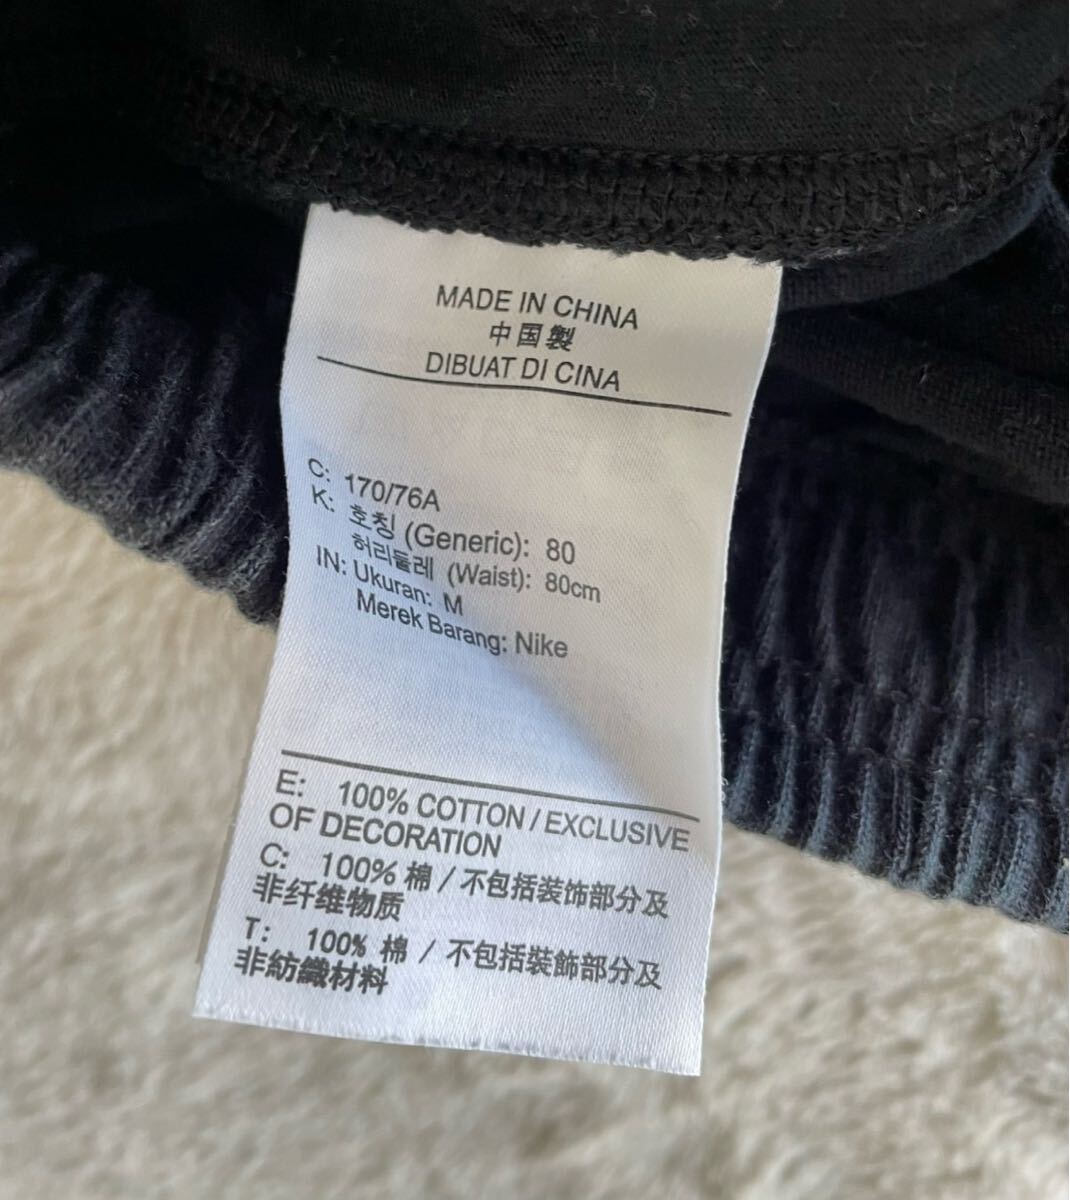 MADE IN CHINA
中国製
DIBUAT DI CINA
C: 170/76A
K: 호칭 (Generic): 80
허리둘레 (Waist): 80cm
IN: Ukuran: M
Merek Barang: Nike
E: 100% COTTON / EXCLUSIVE
OF DECORATION
C: 100% 棉 / 不包括装饰部分及
非纤维物质
T: 100% 棉 / 不包括裝飾部分及
非紡織材料